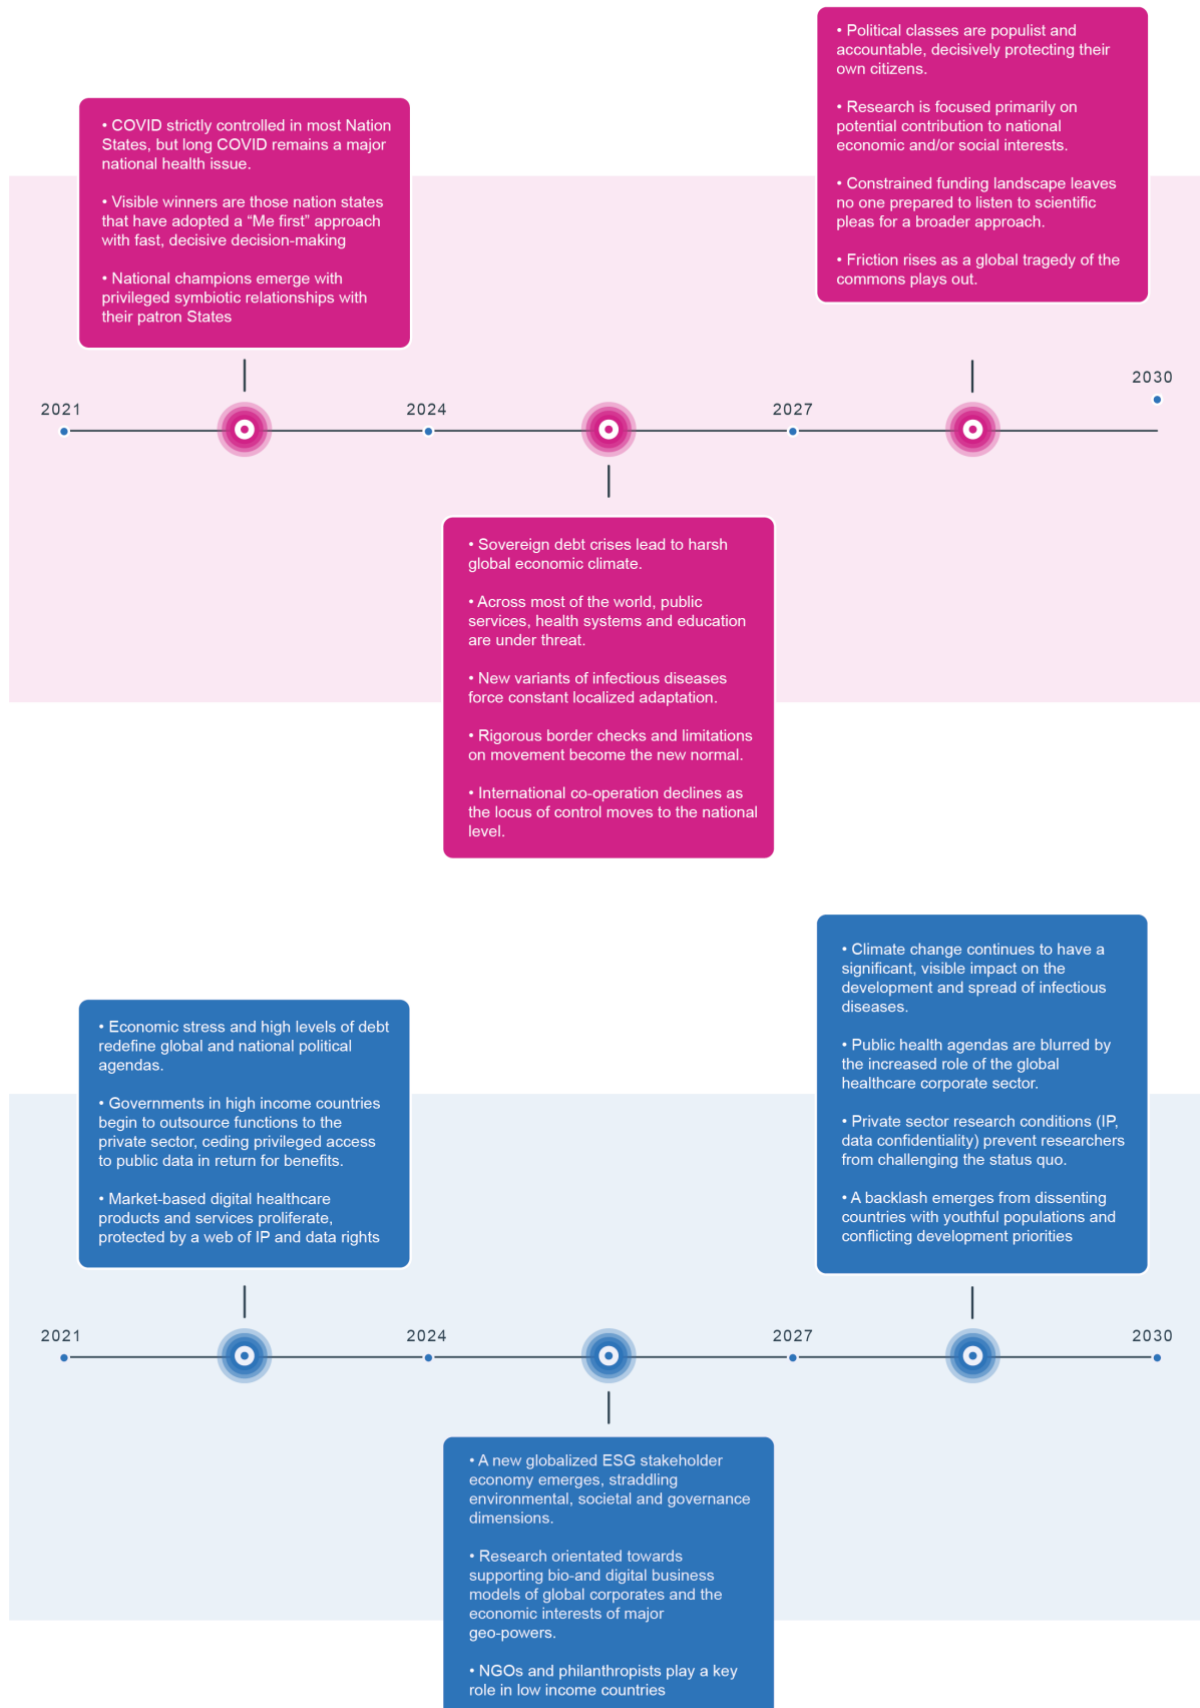 • Political classes are populist and
accountable, decisively protecting their
own citizens.
• Research is focused primarily on
potential contribution to national
economic and/or social interests.
• Constrained funding landscape leaves
no one prepared to listen to scientific
pleas for a broader approach.
• Friction rises as a global tragedy of the
commons plays out.
• COVID strictly controlled in most Nation
States, but long COVID remains a major
national health issue.
• Visible winners are those nation states
that have adopted a “Me first” approach
with fast, decisive decision-making
• National champions emerge with
privileged symbiotic relationships with
their patron States
2021
2024
2027
2030
• Sovereign debt crises lead to harsh
global economic climate.
• Across most of the world, public
services, health systems and education
are under threat.
• New variants of infectious diseases
force constant localized adaptation.
• Rigorous border checks and limitations
on movement become the new normal.
• International co-operation declines as
the locus of control moves to the national
level.
• Climate change continues to have a
significant, visible impact on the
development and spread of infectious
diseases.
• Public health agendas are blurred by
the increased role of the global
healthcare corporate sector.
• Private sector research conditions (IP,
data confidentiality) prevent researchers
from challenging the status quo.
• A backlash emerges from dissenting
countries with youthful populations and
conflicting development priorities
• Economic stress and high levels of debt
redefine global and national political
agendas.
• Governments in high income countries
begin to outsource functions to the
private sector, ceding privileged access
to public data in return for benefits.
• Market-based digital healthcare
products and services proliferate,
protected by a web of IP and data rights
2021
2024
2027
2030
• A new globalized ESG stakeholder
economy emerges, straddling
environmental, societal and governance
dimensions.
• Research orientated towards
supporting bio-and digital business
models of global corporates and the
economic interests of major
geo-powers.
• NGOs and philanthropists play a key
role in low income countries